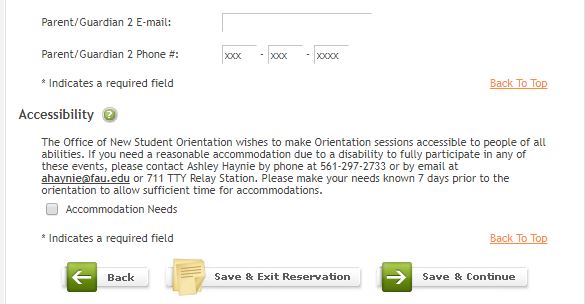 Parent/Guardian 2 E-mail:
Parent/Guardian 2 Phone #: xxx - xxx - xxxx
* Indicates a required field Back To Top
Accessibility ?
The Office of New Student Orientation wishes to make Orientation sessions accessible to people of all
abilities. If you need a reasonable accommodation due to a disability to fully participate in any of
these events, please contact Ashley Haynie by phone at 561-297-2733 or by email at
ahaynie@fau.edu or 711 TTY Relay Station. Please make your needs known 7 days prior to the
orientation to allow sufficient time for accommodations.
Accommodation Needs
* Indicates a required field Back To Top
Back Save & Exit Reservation Save & Continue